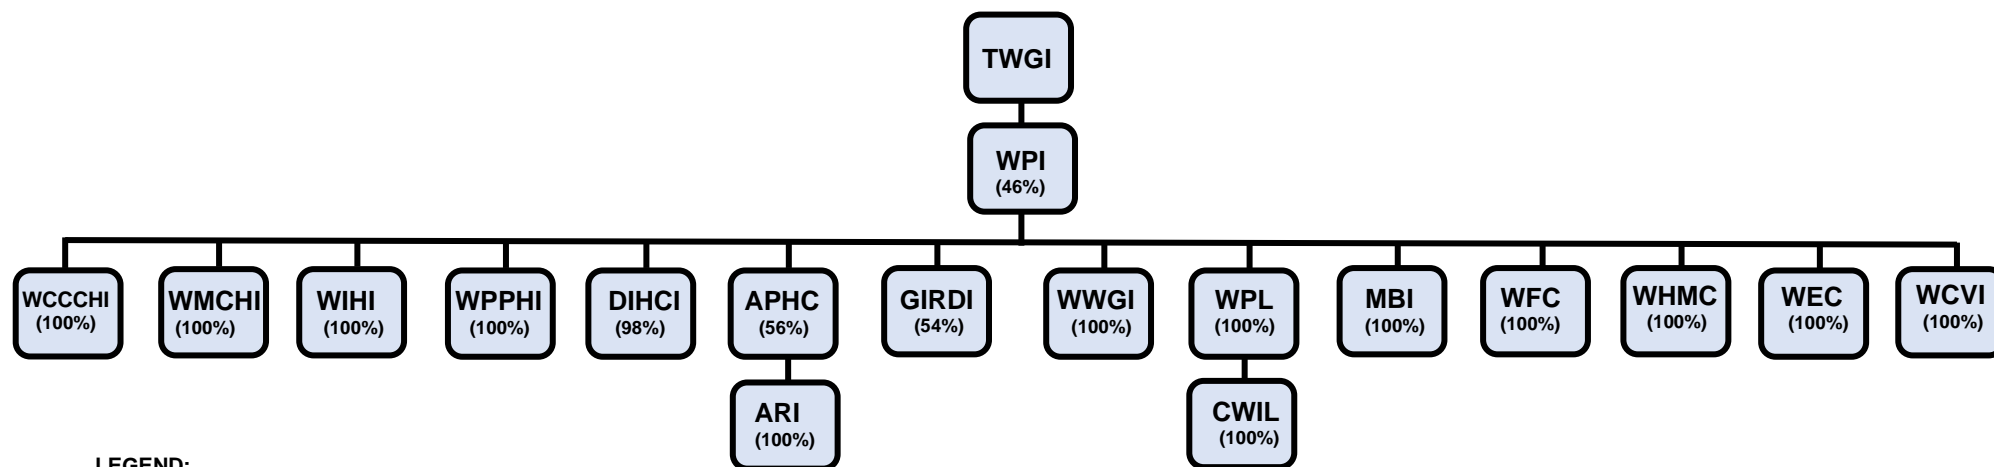 TWGI
WPI
(46%)
WCCCHI
(100%)
WMCHI
(100%)
WIHI
(100%)
WPPHI
(100%)
DIHCI
(98%)
APHC
(56%)
GIRDI
(54%)
WWGI
(100%)
WPL
(100%)
MBI
(100%)
WFC
(100%)
WHMC
(100%)
WEC
(100%)
WCVI
(100%)
ARI
(100%)
CWIL
(100%)
LEGEND: